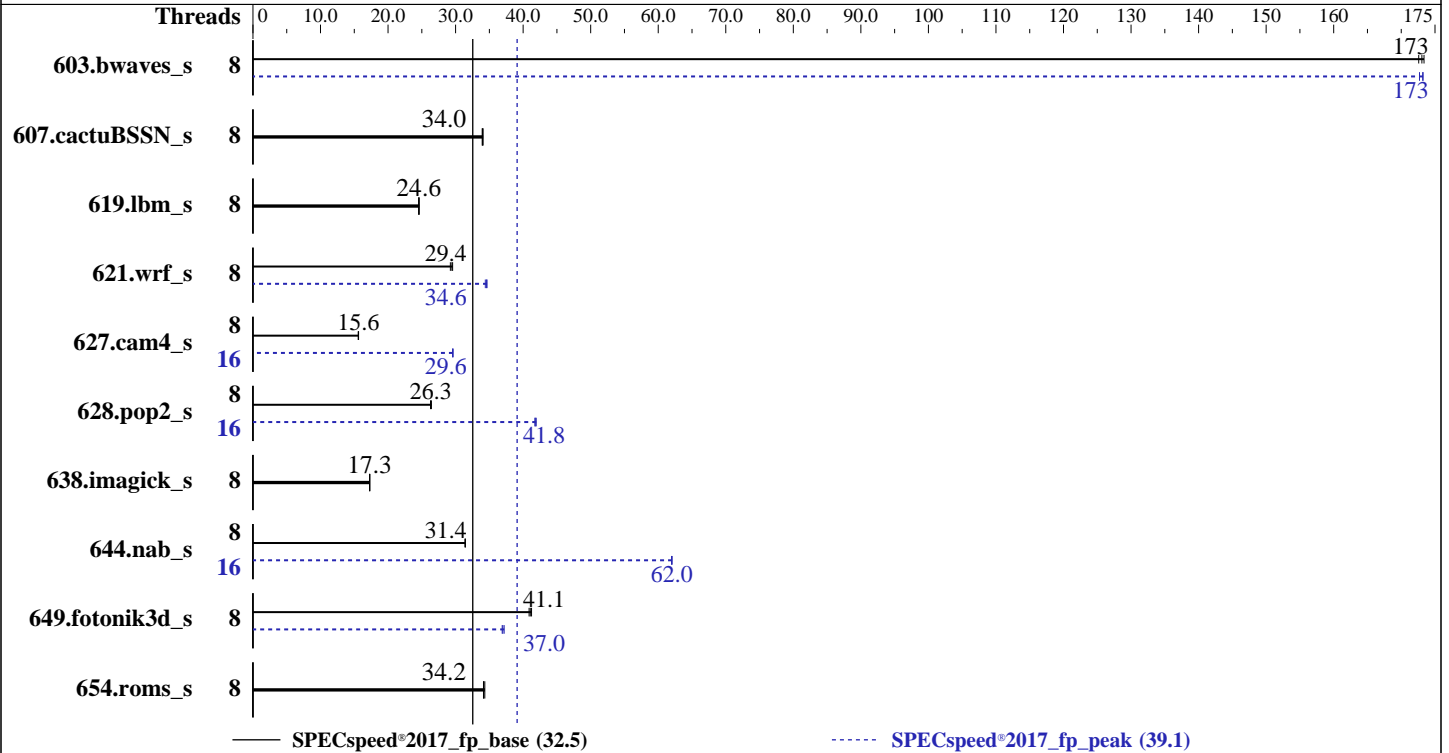 Threads 0 10.0 20.0 30.0 40.0 50.0 60.0 70.0 80.0 90.0 100 110 120 130 140 150 160 175
173
603.bwaves_s 8
173
34.0
607.cactuBSSN_s 8
24.6
619.lbm_s 8
29.4
621.wrf_s 8
34.6
8 15.6
627.cam4_s
16 29.6
8 26.3
628.pop2_s
16 41.8
17.3
638.imagick_s 8
8 31.4
644.nab_s
16 62.0
41.1
649.fotonik3d_s 8
37.0
34.2
654.roms_s 8
SPECspeed®2017_fp_base (32.5) SPECspeed®2017_fp_peak (39.1)